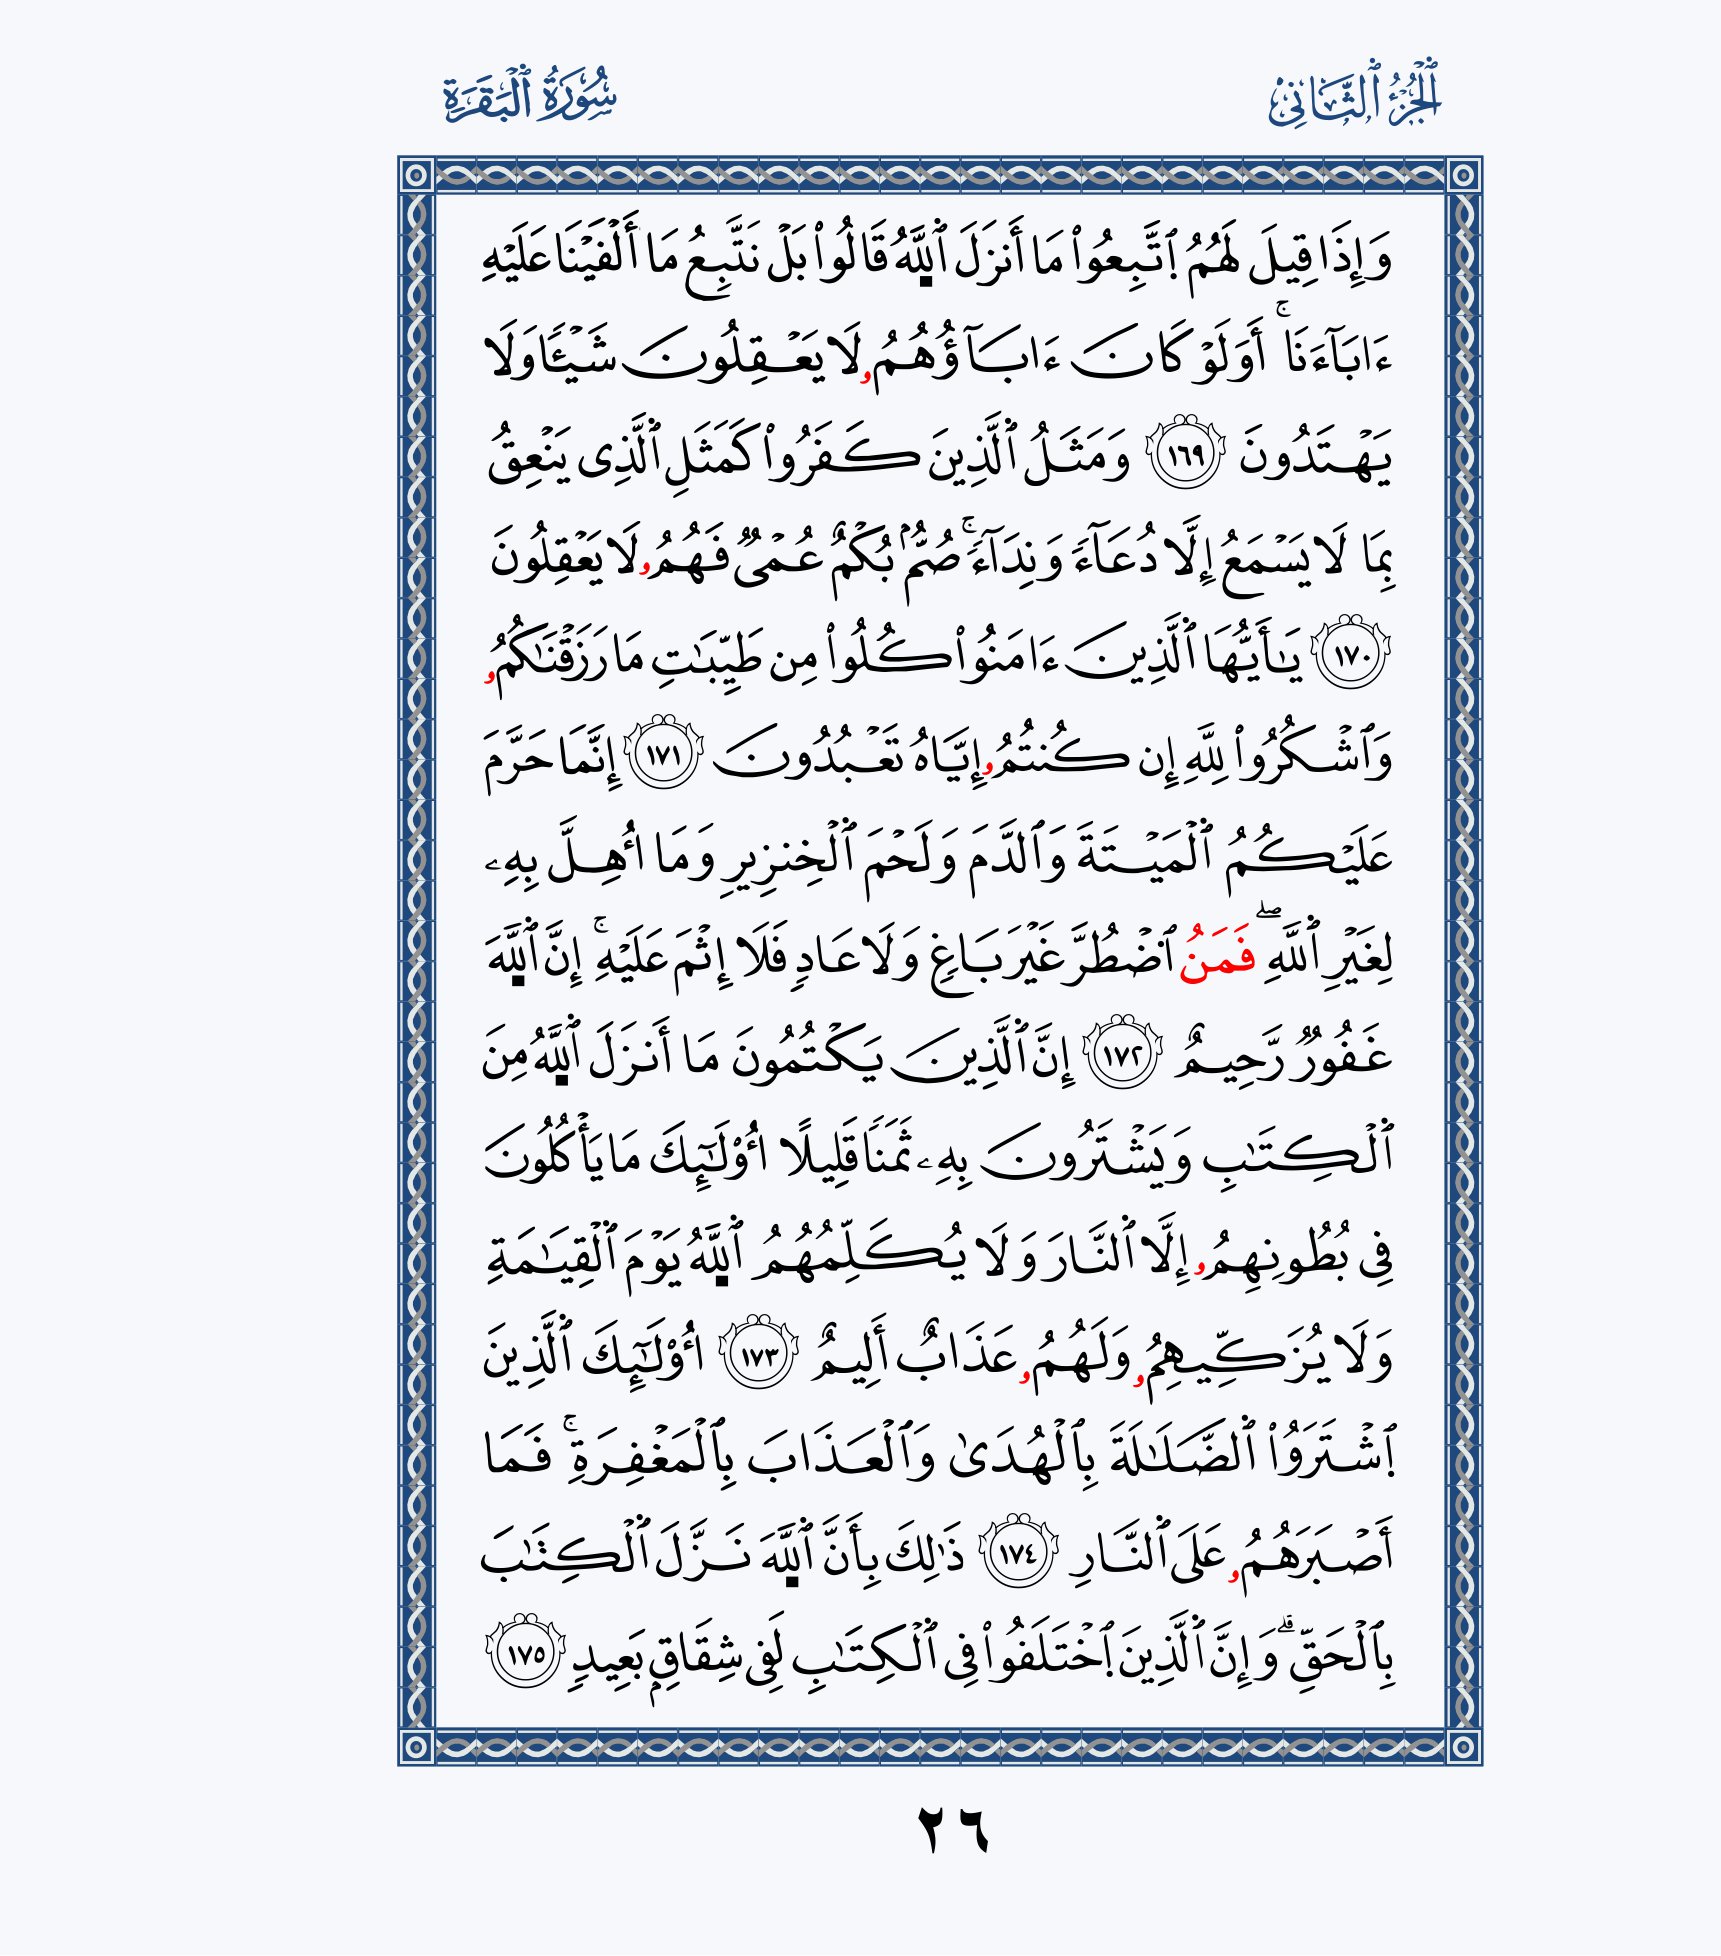 ٱلْجُزْءُ ٱلثَّانِى
سُورَةُ ٱلْبَقَرَةِ
وَإِذَا قِيلَ لَهُمُ ٱتَّبِعُوا۟ مَا أَنزَلَ ٱللَّهُ قَالُوا۟ بَلْ نَتَّبِعُ مَا أَلْفَيْنَا عَلَيْهِ
ءَابَآءَنَا ۚ أَوَلَوْ كَانَ ءَابَآؤُهُمُۥ لَا يَعْقِلُونَ شَيْـًٔا وَلَا
يَهْتَدُونَ ١٦٩ وَمَثَلُ ٱلَّذِينَ كَفَرُوا۟ كَمَثَلِ ٱلَّذِى يَنْعِقُ
بِمَا لَا يَسْمَعُ إِلَّا دُعَآءً وَنِدَآءً ۚ صُمٌّۢ بُكْمٌ عُمْىٌ فَهُمُۥ لَا يَعْقِلُونَ
١٧٠ يَـٰأَيُّهَا ٱلَّذِينَ ءَامَنُوا۟ كُلُوا۟ مِن طَيِّبَـٰتِ مَا رَزَقْنَـٰكُمُۥ
وَٱشْكُرُوا۟ لِلَّهِ إِن كُنتُمُۥ إِيَّاهُ تَعْبُدُونَ ١٧١ إِنَّمَا حَرَّمَ
عَلَيْكُمُ ٱلْمَيْتَةَ وَٱلدَّمَ وَلَحْمَ ٱلْخِنزِيرِ وَمَا أُهِلَّ بِهِۦ
لِغَيْرِ ٱللَّهِ ۖ فَمَنُ ٱضْطُرَّ غَيْرَ بَاغٍ وَلَا عَادٍ فَلَا إِثْمَ عَلَيْهِ ۚ إِنَّ ٱللَّهَ
غَفُورٌ رَّحِيمٌ ١٧٢ إِنَّ ٱلَّذِينَ يَكْتُمُونَ مَا أَنزَلَ ٱللَّهُ مِنَ
ٱلْكِتَـٰبِ وَيَشْتَرُونَ بِهِۦ ثَمَنًا قَلِيلًا أُو۟لَـٰٓئِكَ مَا يَأْكُلُونَ
فِى بُطُونِهِمُۥ إِلَّا ٱلنَّارَ وَلَا يُكَلِّمُهُمُ ٱللَّهُ يَوْمَ ٱلْقِيَـٰمَةِ
وَلَا يُزَكِّيهِمُۥ وَلَهُمُۥ عَذَابٌ أَلِيمٌ ١٧٣ أُو۟لَـٰٓئِكَ ٱلَّذِينَ
ٱشْتَرَوُا۟ ٱلضَّلَـٰلَةَ بِٱلْهُدَىٰ وَٱلْعَذَابَ بِٱلْمَغْفِرَةِ ۚ فَمَا
أَصْبَرَهُمُۥ عَلَى ٱلنَّارِ ١٧٤ ذَٰلِكَ بِأَنَّ ٱللَّهَ نَزَّلَ ٱلْكِتَـٰبَ
بِٱلْحَقِّ ۗ وَإِنَّ ٱلَّذِينَ ٱخْتَلَفُوا۟ فِى ٱلْكِتَـٰبِ لَفِى شِقَاقٍۭ بَعِيدٍ ١٧٥
٢٦